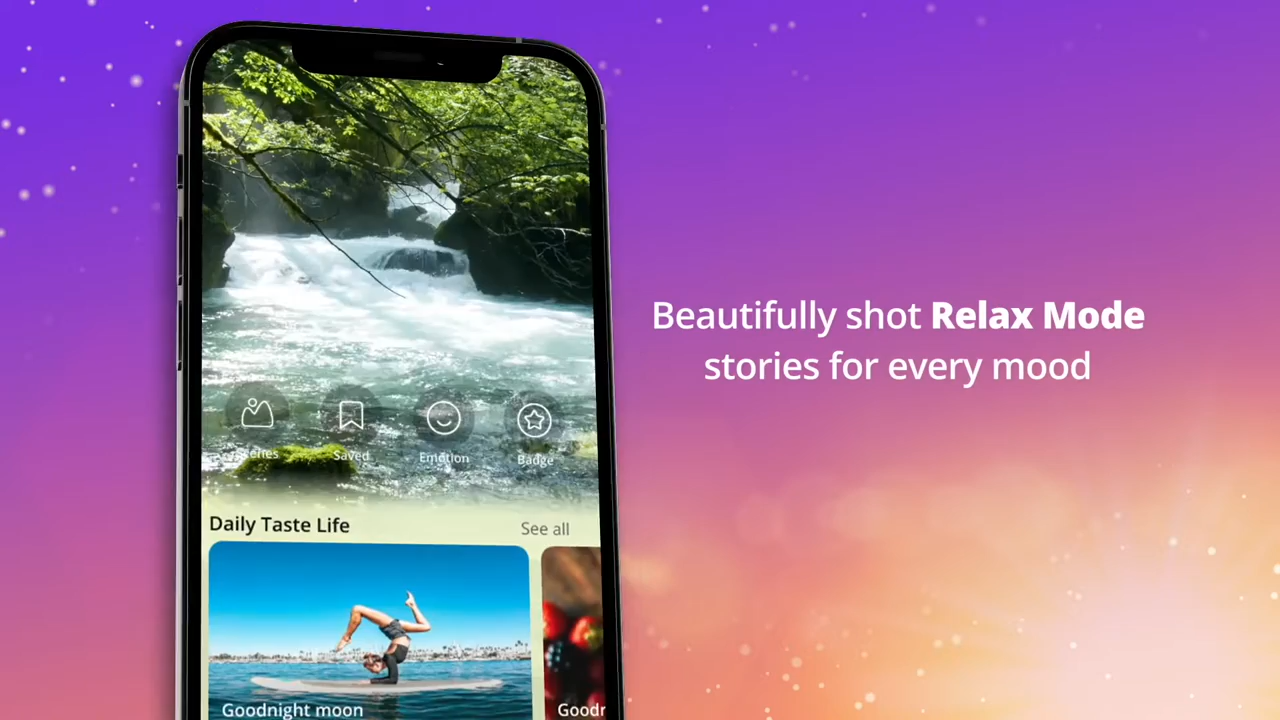 Beautifully shot Relax Mode
stories for every mood
Saved
Emotion
Badge
Daily Taste Life
See all
Goodnight moon